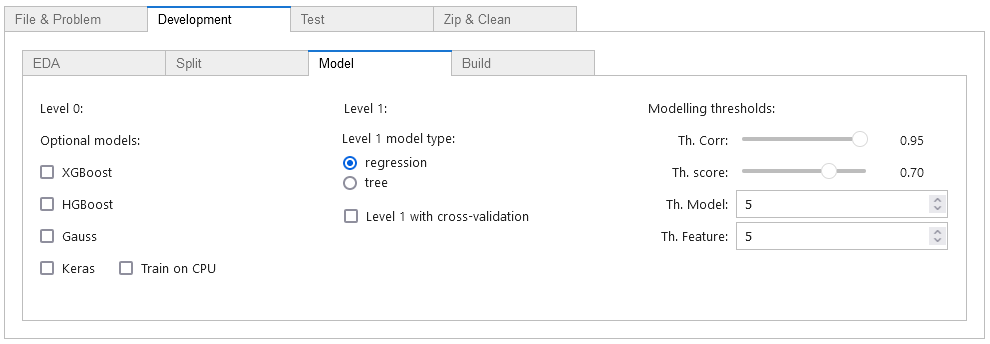 File & Problem Development Test Zip & Clean
EDA Split Model Build
Level 0: Level 1: Modelling thresholds:
Optional models: Level 1 model type: Th. Corr: 0.95
XGBoost regression Th. score: 0.70
tree
HGBoost Level 1 with cross-validation Th. Model: 5
Gauss Th. Feature: 5
Keras Train on CPU